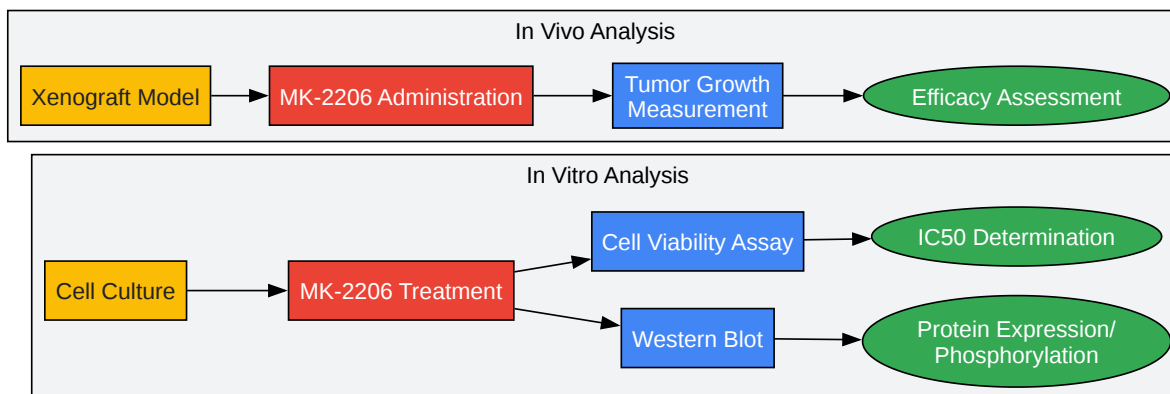 In Vivo Analysis
Xenograft Model
MK-2206 Administration
Tumor Growth
Measurement
Efficacy Assessment
In Vitro Analysis
Cell Culture
MK-2206 Treatment
Cell Viability Assay
IC50 Determination
Western Blot
Protein Expression/
Phosphorylation